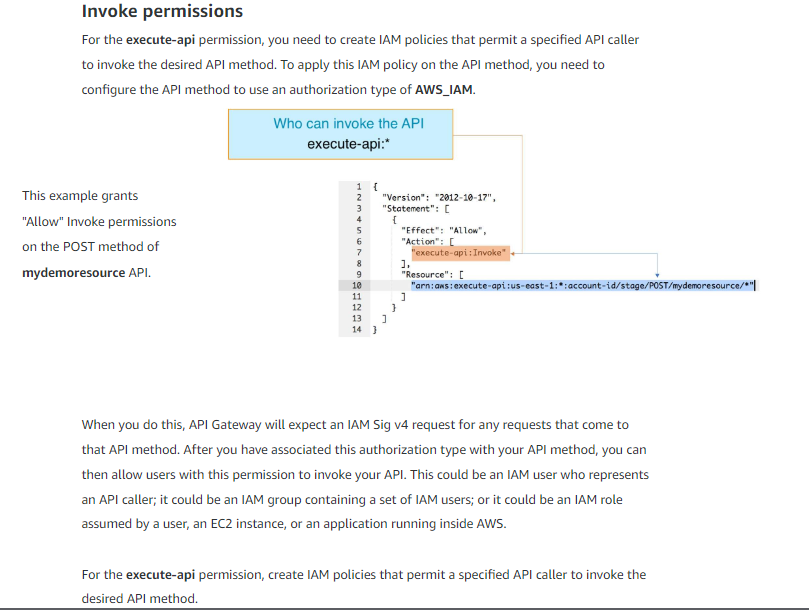 Invoke permissions
For the execute-api permission, you need to create IAM policies that permit a specified API caller
to invoke the desired API method. To apply this IAM policy on the API method, you need to
configure the API method to use an authorization type of AWS_IAM.
Who can invoke the API
execute-api:*
This example grants
"Allow" Invoke permissions
on the POST method of
mydemoresource API.
1 {
2 "Version": "2012-10-17",
3 "Statement": [
4 {
5 "Effect": "Allow",
6 "Action": [
7 "execute-api:Invoke"
8 ],
9 "Resource": [
10 "arn:aws:execute-api:us-east-1:*:account-id/stage/POST/mydemoresource/*"
11 ]
12 }
13 ]
14 }
When you do this, API Gateway will expect an IAM Sig v4 request for any requests that come to
that API method. After you have associated this authorization type with your API method, you can
then allow users with this permission to invoke your API. This could be an IAM user who represents
an API caller; it could be an IAM group containing a set of IAM users; or it could be an IAM role
assumed by a user, an EC2 instance, or an application running inside AWS.
For the execute-api permission, create IAM policies that permit a specified API caller to invoke the
desired API method.